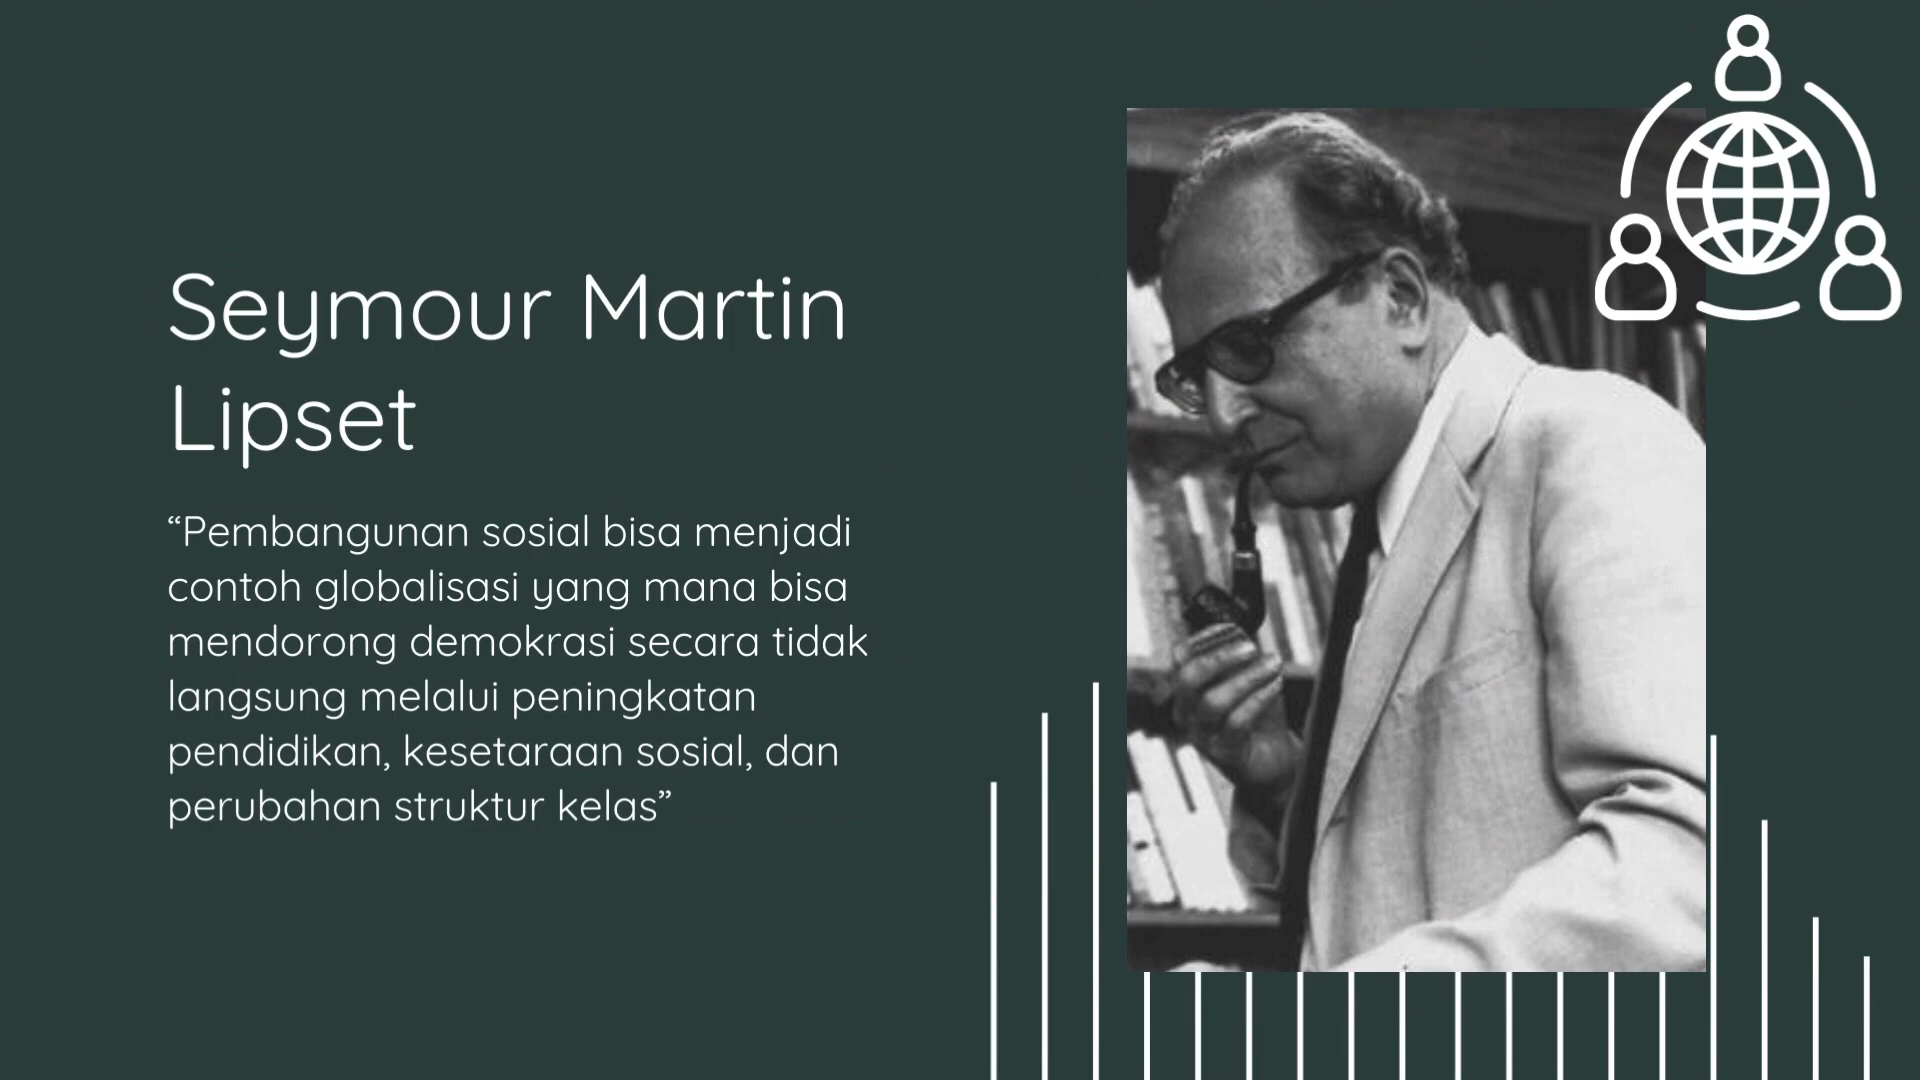 Seymour Martin
Lipset
“Pembangunan sosial bisa menjadi
contoh globalisasi yang mana bisa
mendorong demokrasi secara tidak
langsung melalui peningkatan
pendidikan, kesetaraan sosial, dan
perubahan struktur kelas”